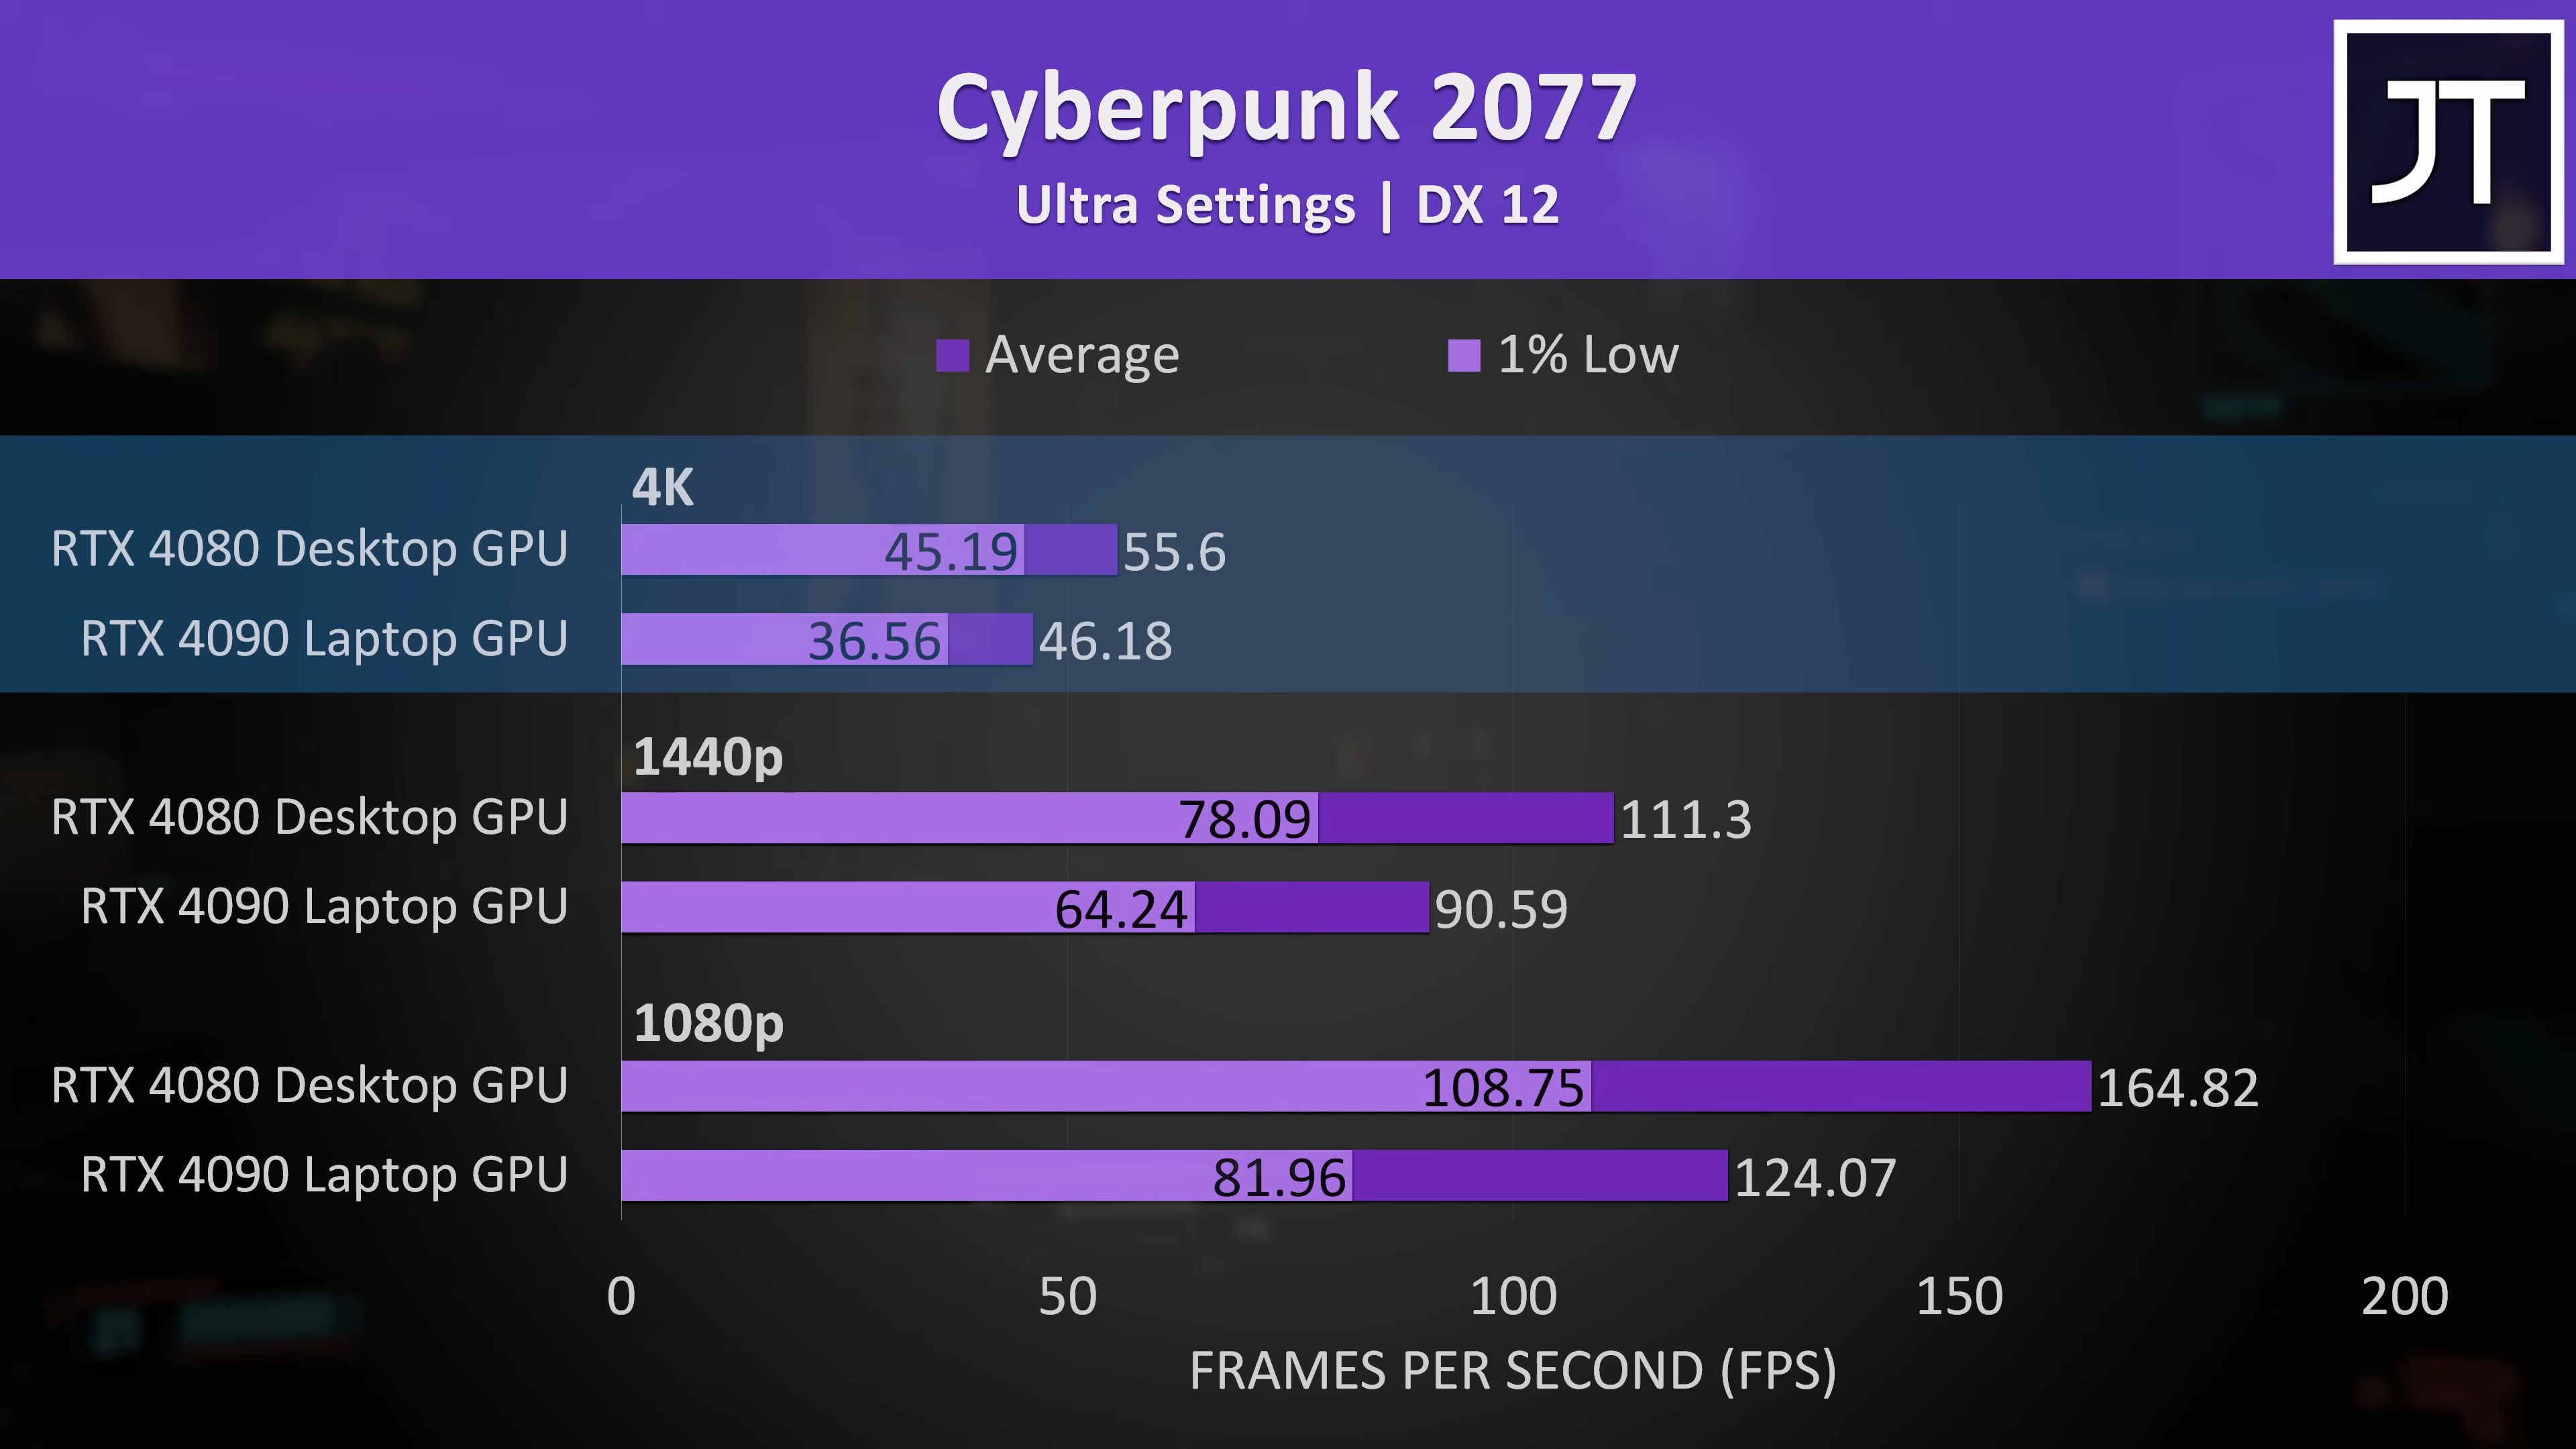 Cyberpunk 2077
Ultra Settings | DX 12
JT
Average
1% Low
4K
RTX 4080 Desktop GPU 45.19 55.6
RTX 4090 Laptop GPU 36.56 46.18
1440p
RTX 4080 Desktop GPU 78.09 111.3
RTX 4090 Laptop GPU 64.24 90.59
1080p
RTX 4080 Desktop GPU 108.75 164.82
RTX 4090 Laptop GPU 81.96 124.07
0 50 100 150 200
FRAMES PER SECOND (FPS)